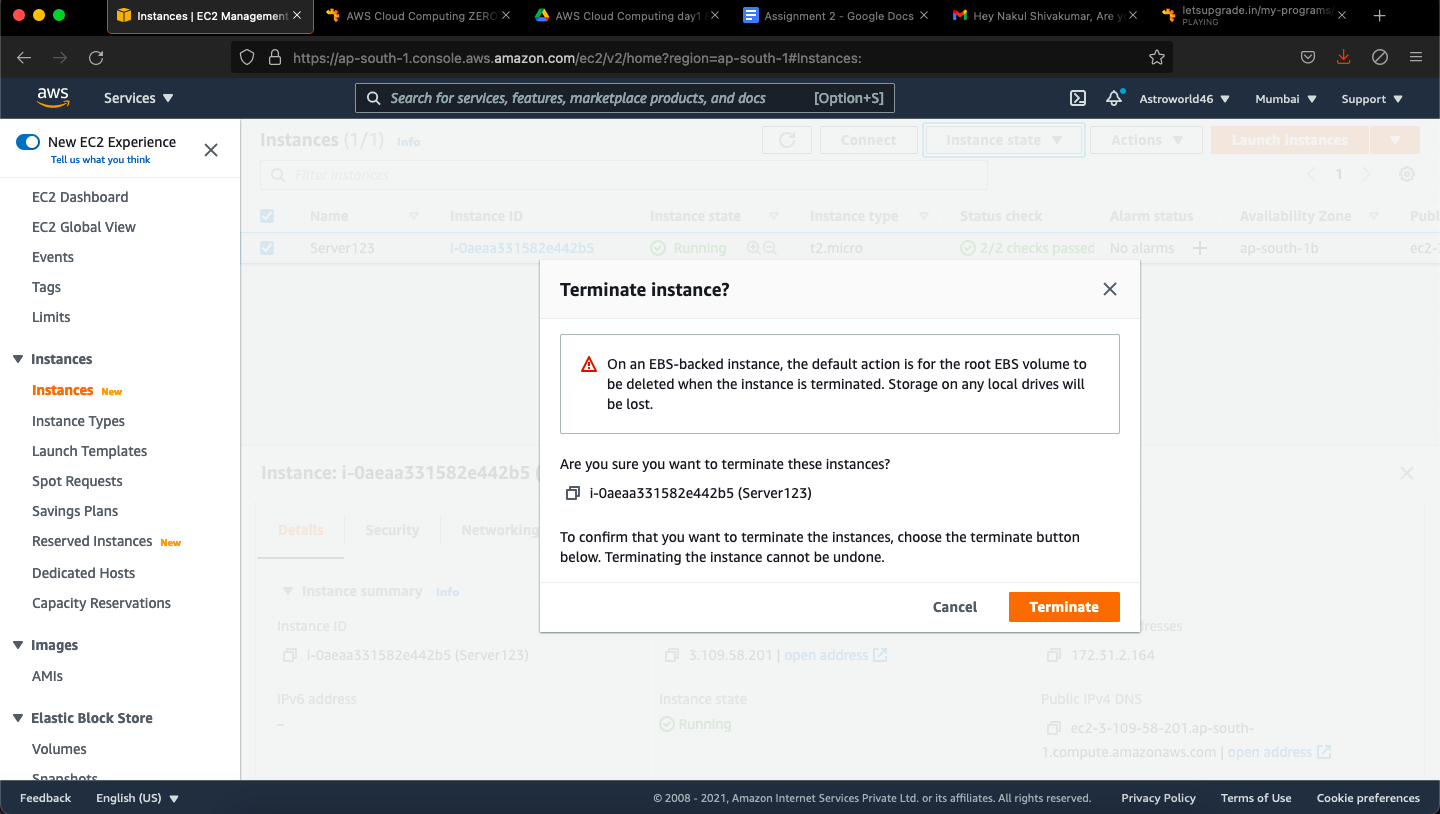 Instances | EC2 Management
AWS Cloud Computing ZERO
AWS Cloud Computing day1
Assignment 2 - Google Docs
Hey Nakul Shivakumar, Are
letsupgrade.in/my-programs/
PLAYING
https://ap-south-1.console.aws.amazon.com/ec2/v2/home?region=ap-south-1#Instances:
aws
Services
Search for services, features, marketplace products, and docs
[Option+S]
Astroworld46
Mumbai
Support
New EC2 Experience
Tell us what you think
EC2 Dashboard
EC2 Global View
Events
Tags
Limits
Instances
Instances New
Instance Types
Launch Templates
Spot Requests
Savings Plans
Reserved Instances New
Dedicated Hosts
Capacity Reservations
Images
AMIs
Elastic Block Store
Volumes
Snapshots
Instances (1/1) Info
Connect
Instance state
Actions
Launch instances
Filter instances
1
Name
Instance ID
Instance state
Instance type
Status check
Alarm status
Availability Zone
Publ
Server123
i-0aeaa331582e442b5
Running
t2.micro
2/2 checks passed
No alarms
ap-south-1b
ec2-3
Terminate instance?
On an EBS-backed instance, the default action is for the root EBS volume to
be deleted when the instance is terminated. Storage on any local drives will
be lost.
Are you sure you want to terminate these instances?
i-0aeaa331582e442b5 (Server123)
To confirm that you want to terminate the instances, choose the terminate button
below. Terminating the instance cannot be undone.
Cancel
Terminate
Instance: i-0aeaa331582e442b5 (
Details
Security
Networking
Instance summary Info
Instance ID
i-0aeaa331582e442b5 (Server123)
3.109.58.201 | open address
172.31.2.164
IPv6 address
–
Instance state
Running
Public IPv4 DNS
ec2-3-109-58-201.ap-south-
1.compute.amazonaws.com | open address
Feedback
English (US)
© 2008 - 2021, Amazon Internet Services Private Ltd. or its affiliates. All rights reserved.
Privacy Policy
Terms of Use
Cookie preferences